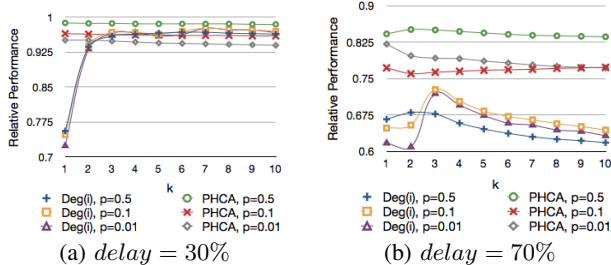 Relative Performance
1
0.925
0.85
0.775
0.7
1 2 3 4 5 6 7 8 9 10
k
Deg(i), p=0.5 PHCA, p=0.5
Deg(i), p=0.1 PHCA, p=0.1
Deg(i), p=0.01 PHCA, p=0.01
(a) delay = 30%
Relative Performance
0.9
0.825
0.75
0.675
0.6
1 2 3 4 5 6 7 8 9 10
k
Deg(i), p=0.5 PHCA, p=0.5
Deg(i), p=0.1 PHCA, p=0.1
Deg(i), p=0.01 PHCA, p=0.01
(b) delay = 70%